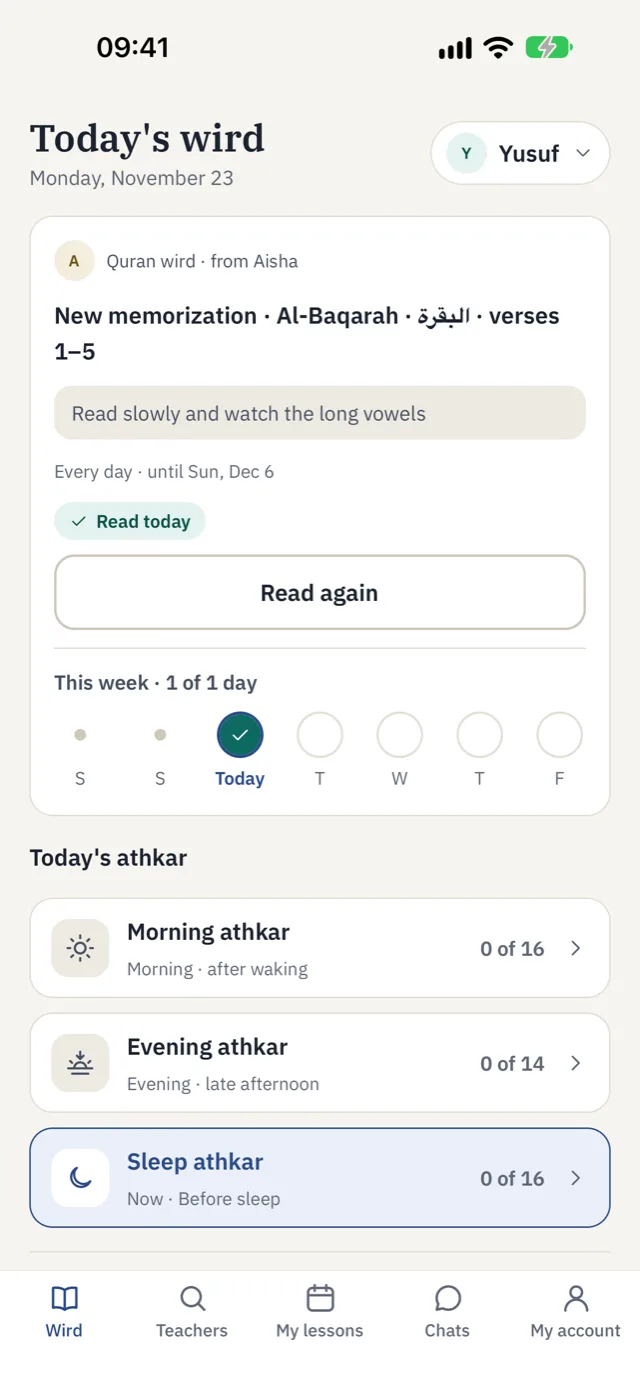 09:41
Today's wird
Monday, November 23
Y Yusuf
A Quran wird · from Aisha
New memorization · Al-Baqarah · البقرة · verses
1–5
Read slowly and watch the long vowels
Every day · until Sun, Dec 6
Read today
Read again
This week · 1 of 1 day
S S Today T W T F
Today's athkar
Morning athkar
Morning · after waking
0 of 16
Evening athkar
Evening · late afternoon
0 of 14
Sleep athkar
Now · Before sleep
0 of 16
Wird Teachers My lessons Chats My account